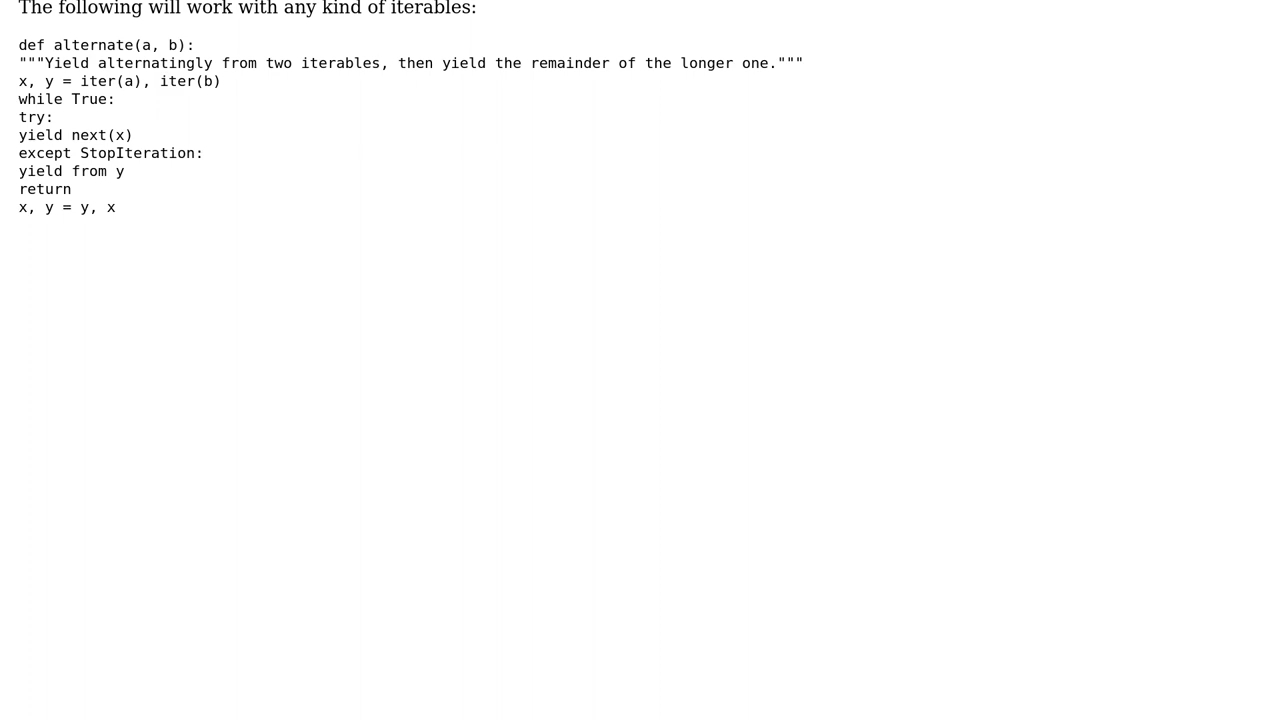 The following will work with any kind of iterables:
def alternate(a, b):
"""Yield alternatingly from two iterables, then yield the remainder of the longer one."""
x, y = iter(a), iter(b)
while True:
try:
yield next(x)
except StopIteration:
yield from y
return
x, y = y, x